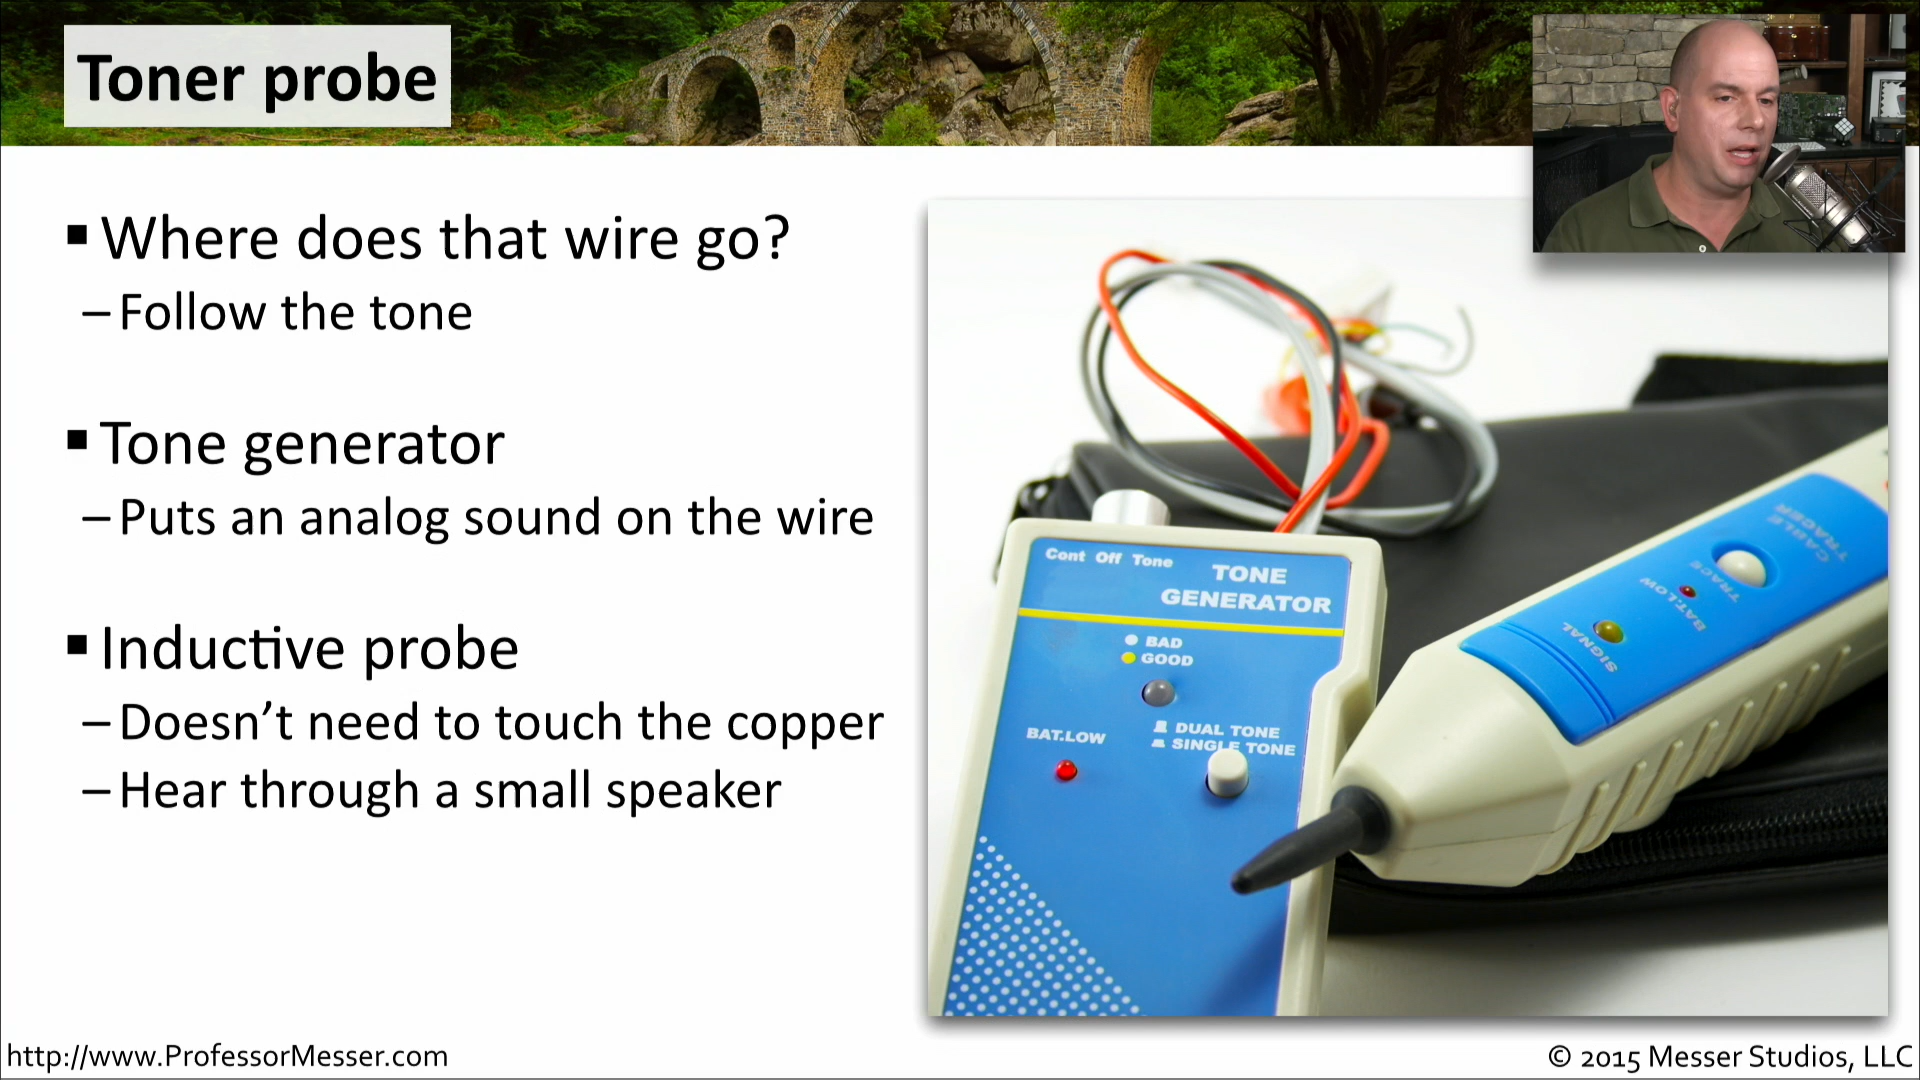 Toner probe
▪ Where does that wire go?
– Follow the tone
▪ Tone generator
– Puts an analog sound on the wire
▪ Inductive probe
– Doesn’t need to touch the copper
– Hear through a small speaker
Cont Off Tone
TONE
GENERATOR
BAD
GOOD
BAT.LOW
DUAL TONE
SINGLE TONE
CABLE
TRACER
TRACE
BAT.LOW
SIGNAL
http://www.ProfessorMesser.com
© 2015 Messer Studios, LLC